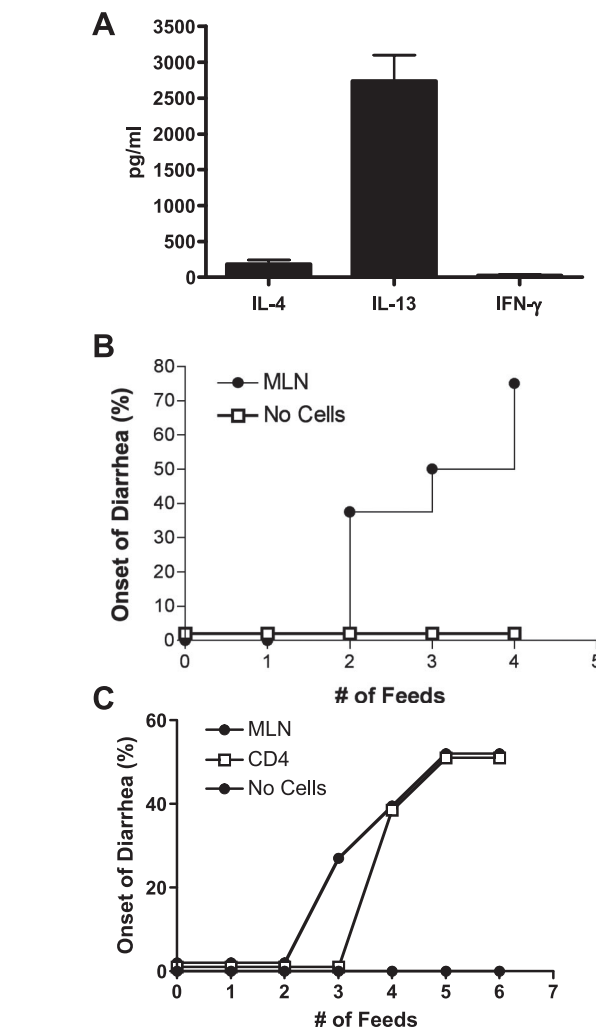 A
3500
3000
2500
2000
1500
1000
500
0
pg/ml
IL-4 IL-13 IFN-γ
B
80
70
60
50
40
30
20
10
0
Onset of Diarrhea (%)
MLN
No Cells
0 1 2 3 4 5
# of Feeds
C
60
40
20
0
Onset of Diarrhea (%)
MLN
CD4
No Cells
0 1 2 3 4 5 6 7
# of Feeds